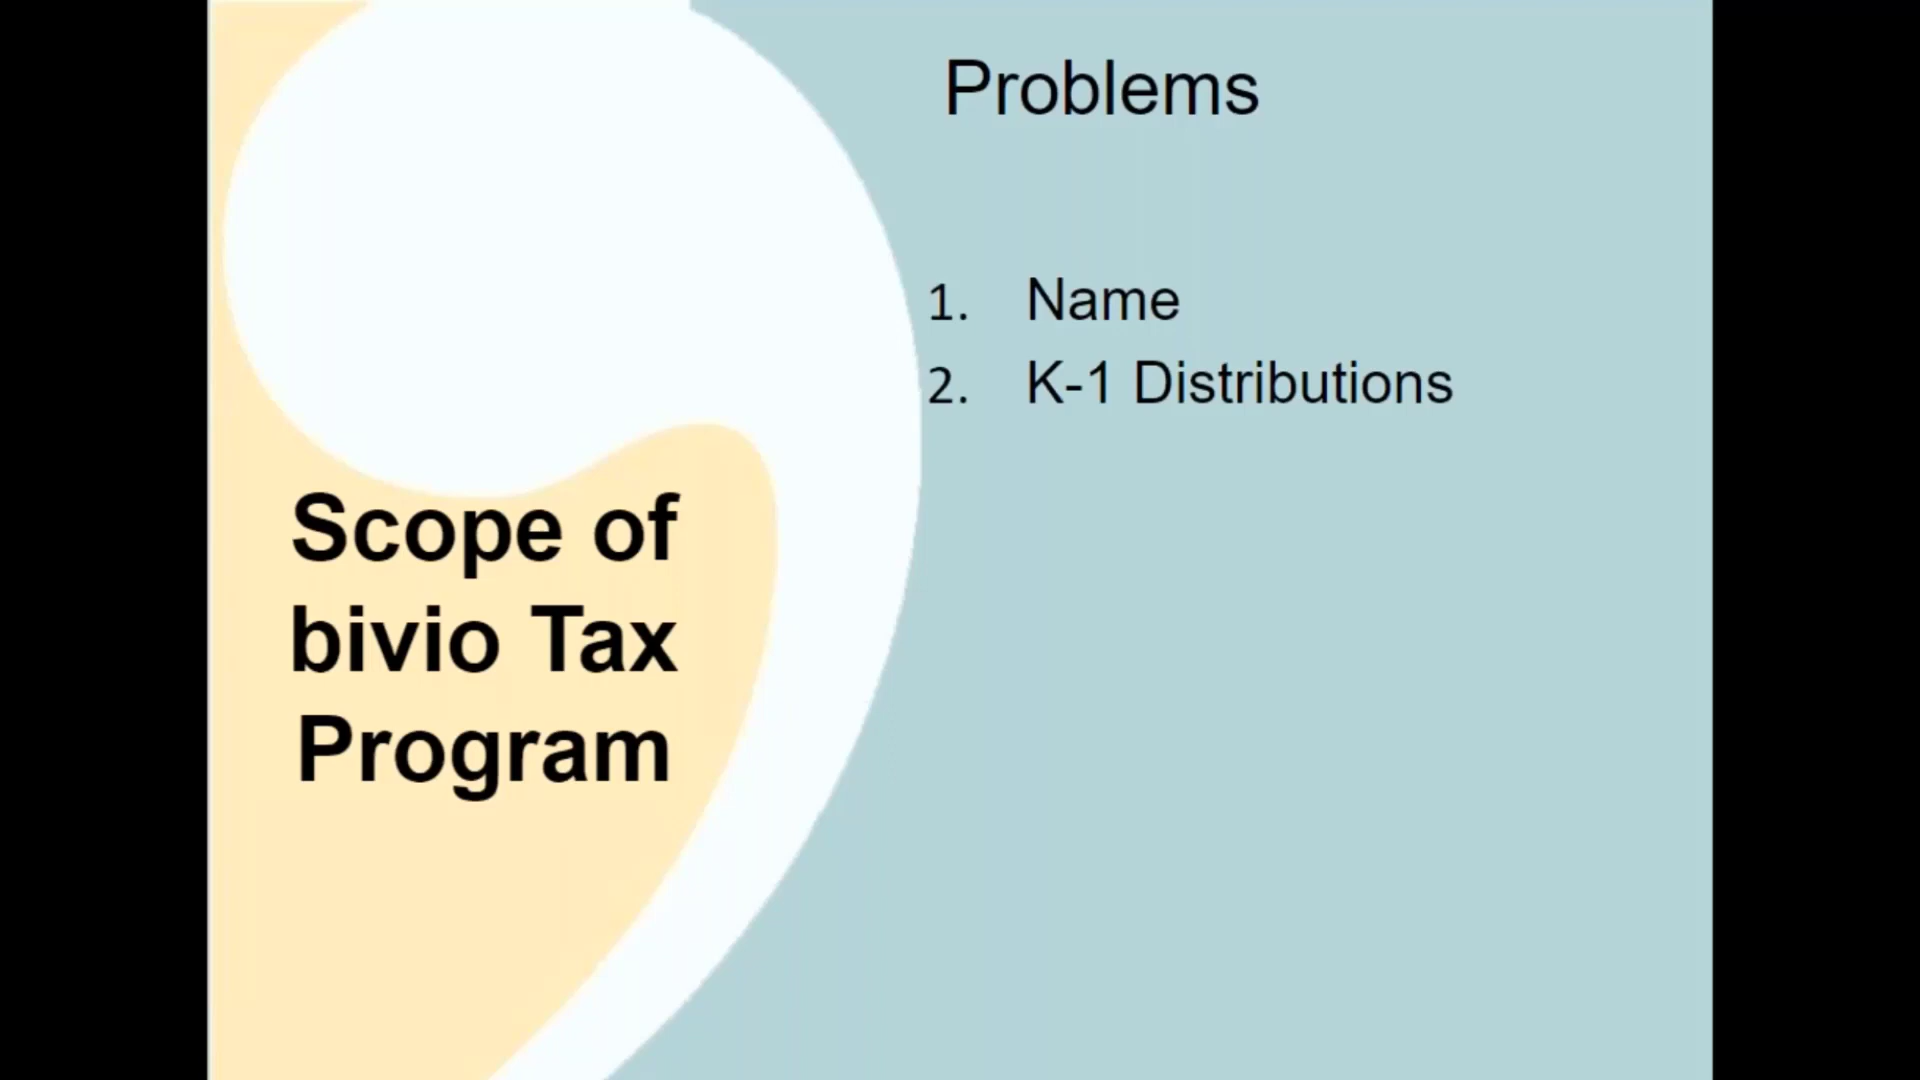 Scope of
bivio Tax
Program
Problems
1. Name
2. K-1 Distributions